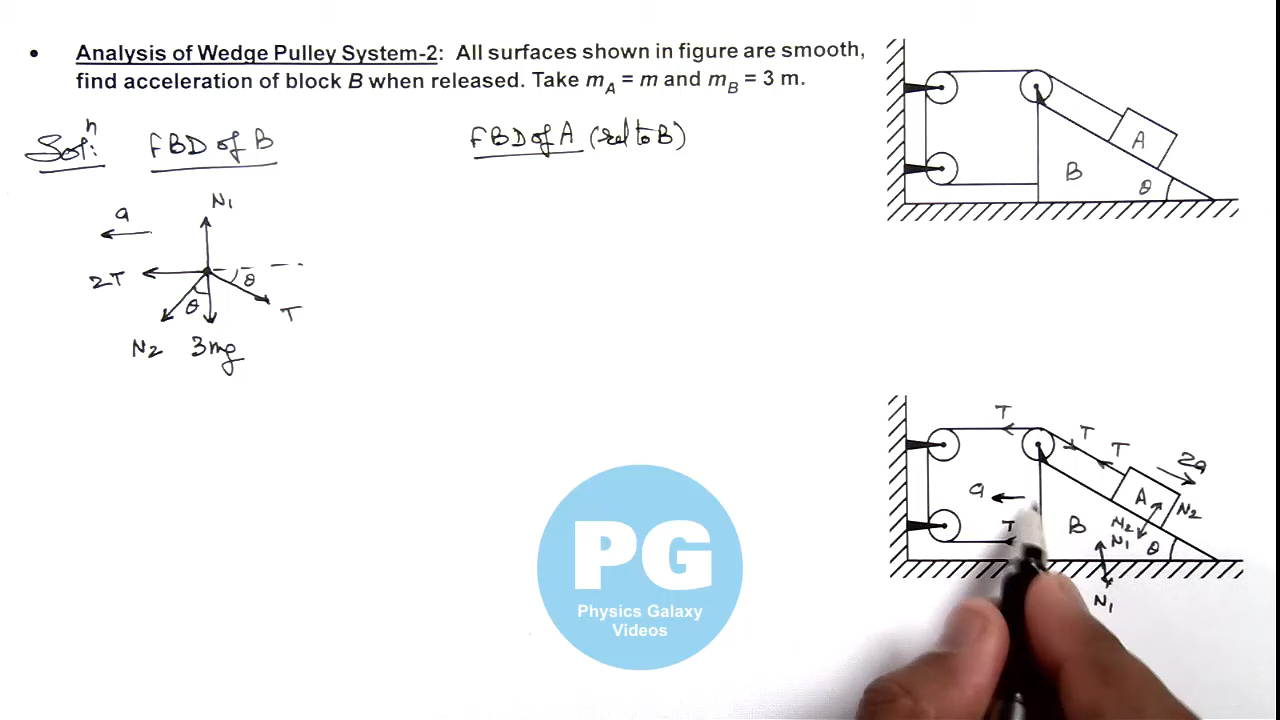 • Analysis of Wedge Pulley System-2: All surfaces shown in figure are smooth,
find acceleration of block B when released. Take m_A = m and m_B = 3 m.
Solⁿ: FBD of B
FBD of A (rel to B)
N1
a
2T
θ
θ
T
N2 3mg
A
B
θ
T
T
T
2a
a
A
N2
N2
N1
T
B
θ
N1
PG
Physics Galaxy
Videos